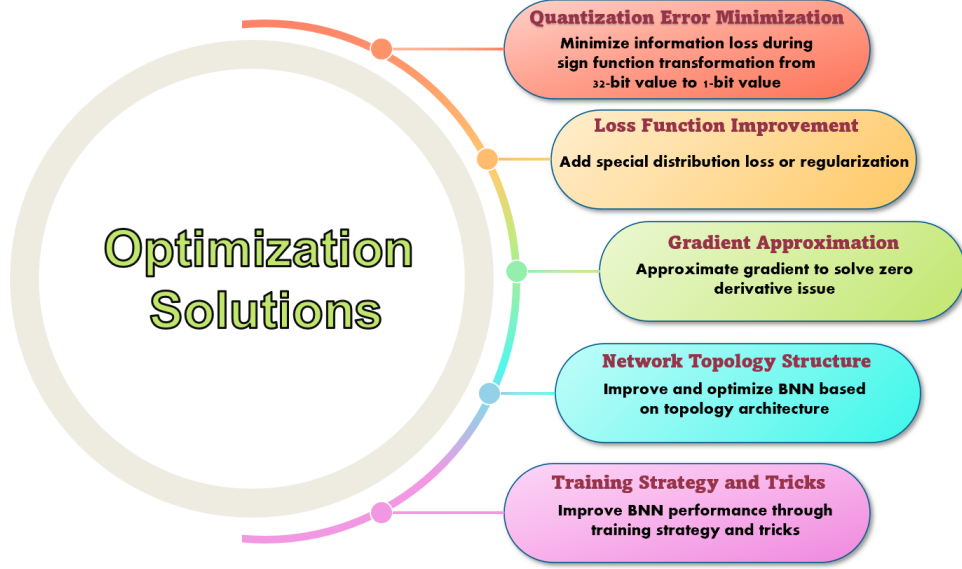 Optimization
Solutions
Quantization Error Minimization
Minimize information loss during
sign function transformation from
32-bit value to 1-bit value
Loss Function Improvement
Add special distribution loss or regularization
Gradient Approximation
Approximate gradient to solve zero
derivative issue
Network Topology Structure
Improve and optimize BNN based
on topology architecture
Training Strategy and Tricks
Improve BNN performance through
training strategy and tricks